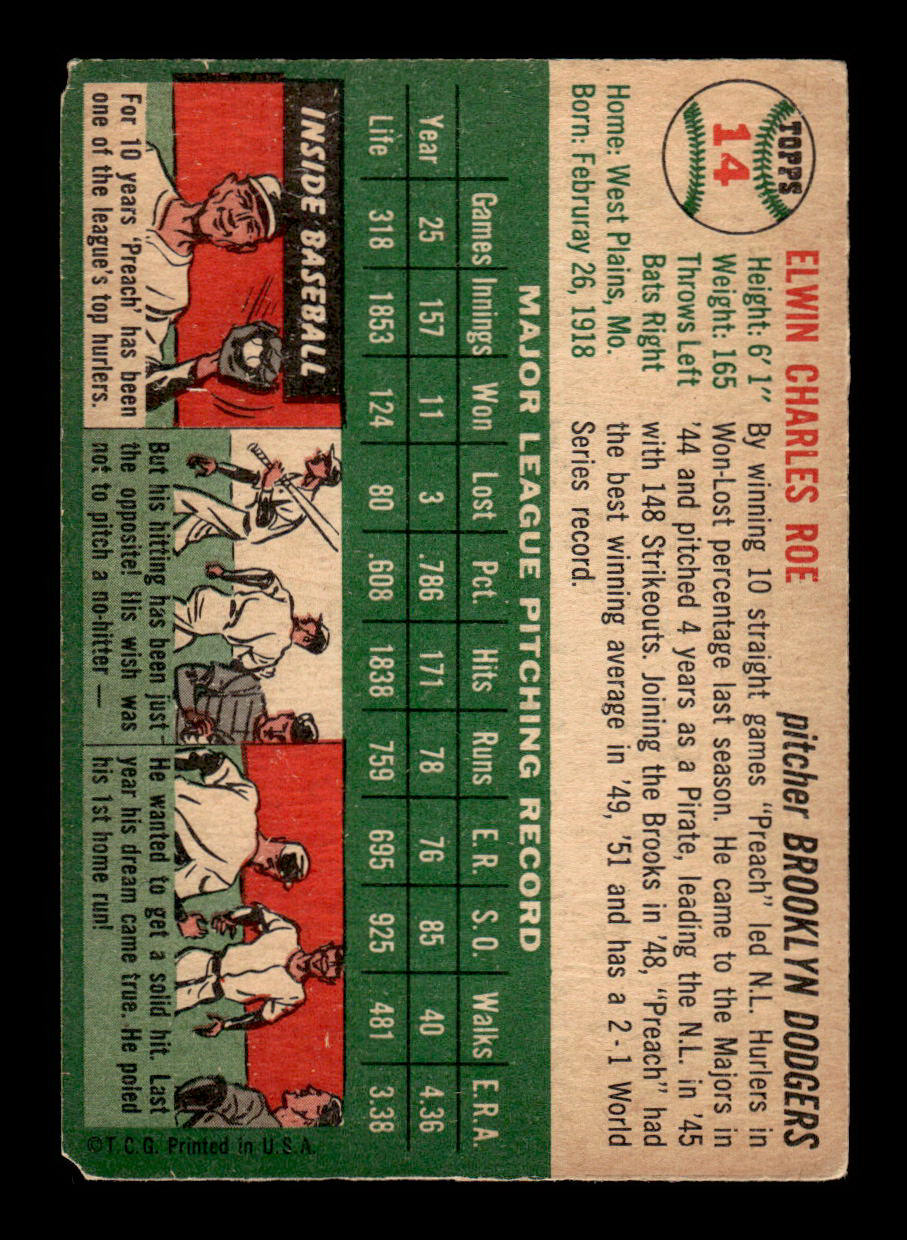 TOPPS
14
ELWIN CHARLES ROE
pitcher BROOKLYN DODGERS
Height: 6' 1"
Weight: 165
Throws Left
Bats Right
Home: West Plains, Mo.
Born: Februray 26, 1918
By winning 10 straight games "Preach" led N.L. Hurlers in
Won-Lost percentage last season. He came to the Majors in
'44 and pitched 4 years as a Pirate, leading the N.L. in '45
with 148 Strikeouts. Joining the Brooks in '48, "Preach" had
the best winning average in '49, '51 and has a 2-1 World
Series record.
MAJOR LEAGUE PITCHING RECORD
Games Innings Won Lost Pct. Hits Runs E.R. S.O. Walks E.R.A.
Year 25 157 11 3 .786 171 78 76 85 40 4.36
Life 318 1853 124 80 .608 1838 759 695 925 481 3.38
INSIDE BASEBALL
For 10 years 'Preach' has been
one of the league's top hurlers.
But his hitting has been just
the opposite! His wish was
not to pitch a no-hitter —
He wanted to get a solid hit. Last
year his dream came true. He poled
his 1st home run!
©T.C.G. Printed in U.S.A.